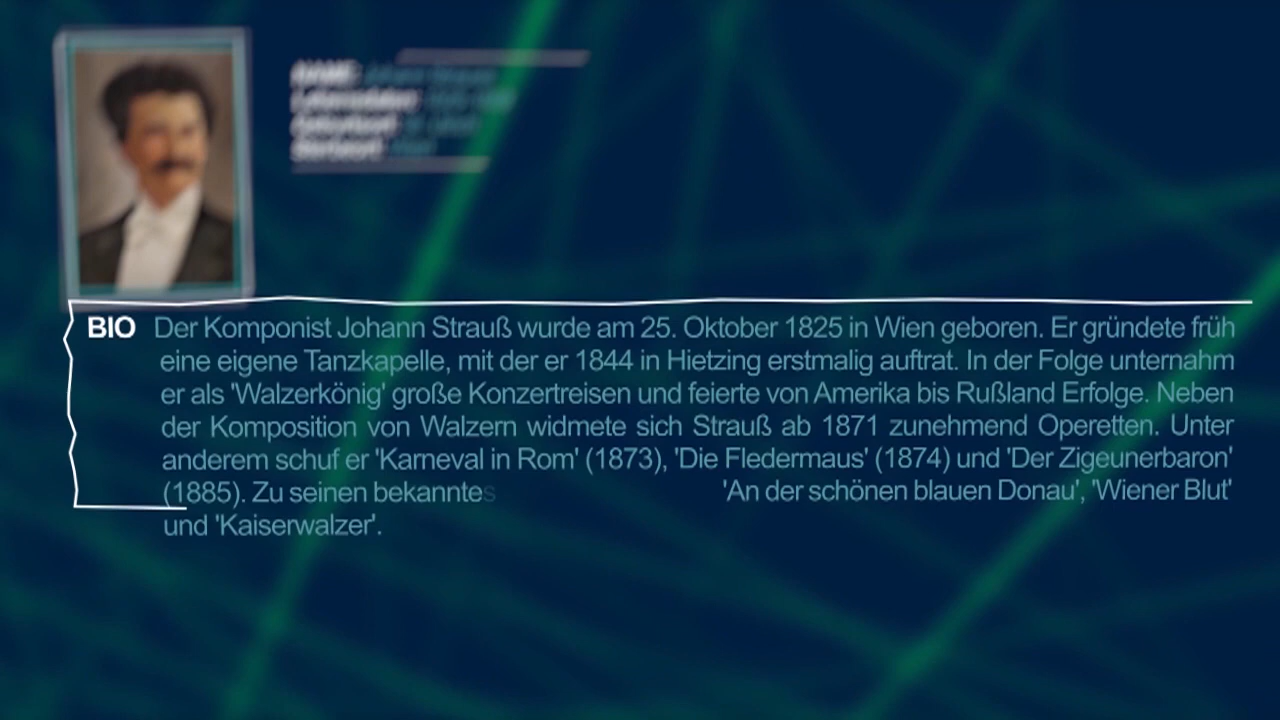 NAME: Johann Strauß
BIO Der Komponist Johann Strauß wurde am 25. Oktober 1825 in Wien geboren. Er gründete früh
eine eigene Tanzkapelle, mit der er 1844 in Hietzing erstmalig auftrat. In der Folge unternahm
er als 'Walzerkönig' große Konzertreisen und feierte von Amerika bis Rußland Erfolge. Neben
der Komposition von Walzern widmete sich Strauß ab 1871 zunehmend Operetten. Unter
anderem schuf er 'Karneval in Rom' (1873), 'Die Fledermaus' (1874) und 'Der Zigeunerbaron'
(1885). Zu seinen bekanntes 'An der schönen blauen Donau', 'Wiener Blut'
und 'Kaiserwalzer'.